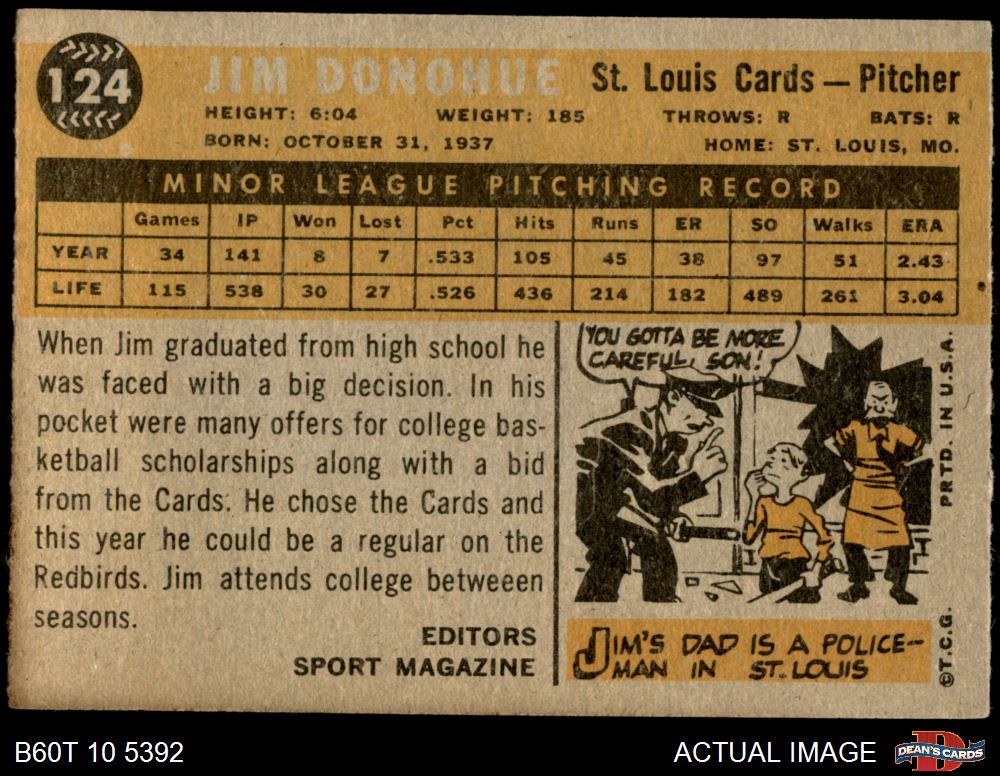 124
JIM DONOHUE St. Louis Cards — Pitcher
HEIGHT: 6:04 WEIGHT: 185 THROWS: R BATS: R
BORN: OCTOBER 31, 1937 HOME: ST. LOUIS, MO.
MINOR LEAGUE PITCHING RECORD
Games IP Won Lost Pct Hits Runs ER SO Walks ERA
YEAR 34 141 8 7 .533 105 45 38 97 51 2.43
LIFE 115 538 30 27 .526 436 214 182 489 261 3.04
When Jim graduated from high school he
was faced with a big decision. In his
pocket were many offers for college bas-
ketball scholarships along with a bid
from the Cards. He chose the Cards and
this year he could be a regular on the
Redbirds. Jim attends college betweeen
seasons.
EDITORS
SPORT MAGAZINE
YOU GOTTA BE MORE
CAREFUL, SON!
JIM'S DAD IS A POLICE-
MAN IN ST. LOUIS
PRTD. IN U.S.A.
©T.C.G.
B60T 10 5392
ACTUAL IMAGE
DEAN'S CARDS